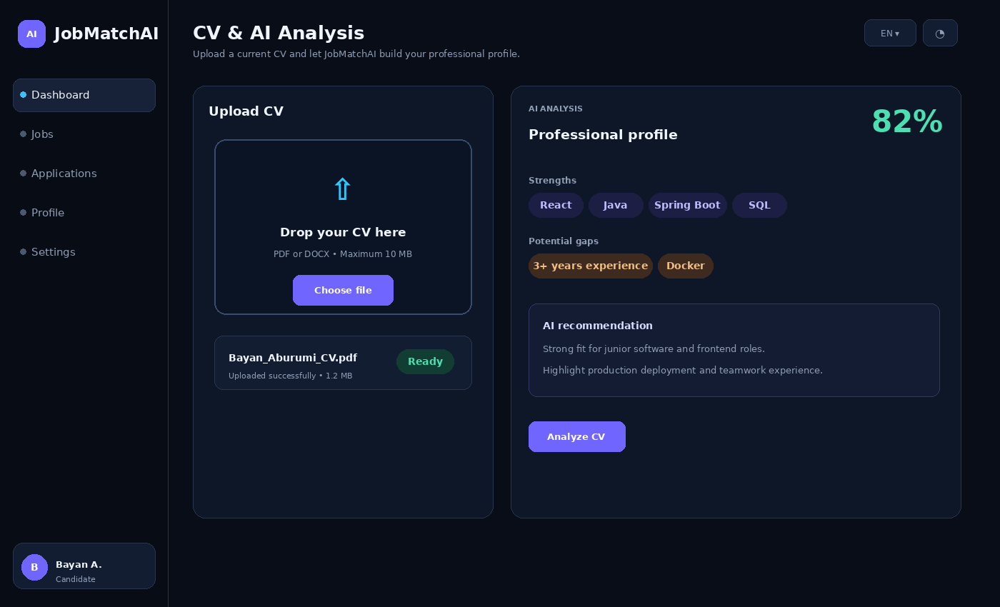 AI JobMatchAI
Dashboard
Jobs
Applications
Profile
Settings
B
Bayan A.
Candidate
CV & AI Analysis
Upload a current CV and let JobMatchAI build your professional profile.
EN ▾
Upload CV
Drop your CV here
PDF or DOCX • Maximum 10 MB
Choose file
Bayan_Aburumi_CV.pdf
Uploaded successfully • 1.2 MB
Ready
AI ANALYSIS
Professional profile
82%
Strengths
React Java Spring Boot SQL
Potential gaps
3+ years experience Docker
AI recommendation
Strong fit for junior software and frontend roles.
Highlight production deployment and teamwork experience.
Analyze CV